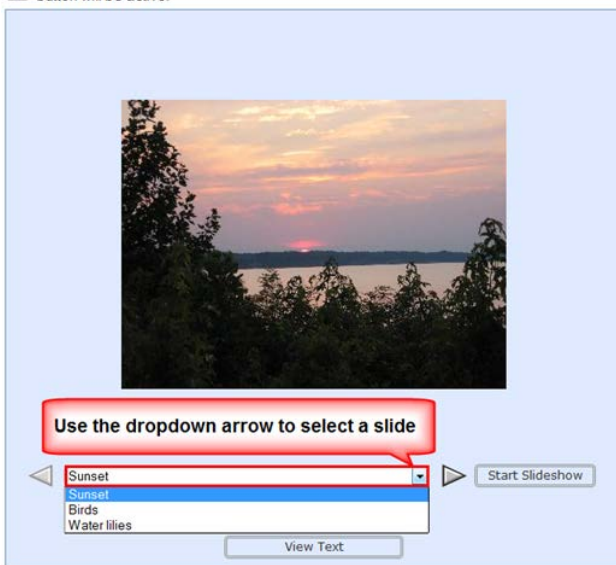 Use the dropdown arrow to select a slide
Sunset
Start Slideshow
Sunset
Birds
Water lilies
View Text